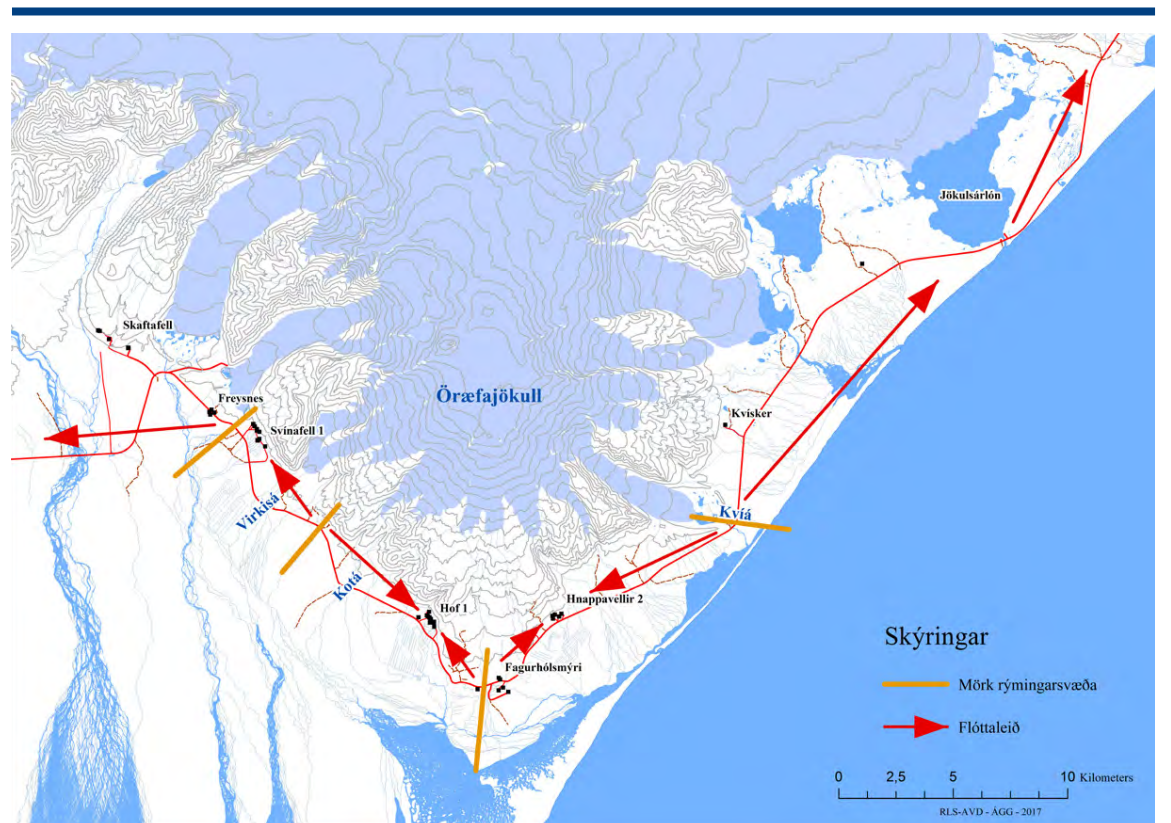 Jökulsárlón
Skaftafell
Öræfajökull
Freysnes
Kvísker
Svínafell 1
Virkisá
Kvíá
Kotá
Hof 1
Hnappavellir 2
Fagurhólsmýri
Skýringar
Mörk rýmingarsvæða
Flóttaleið
0 2,5 5 10 Kilometers
RLS-AVD - ÁGG - 2017